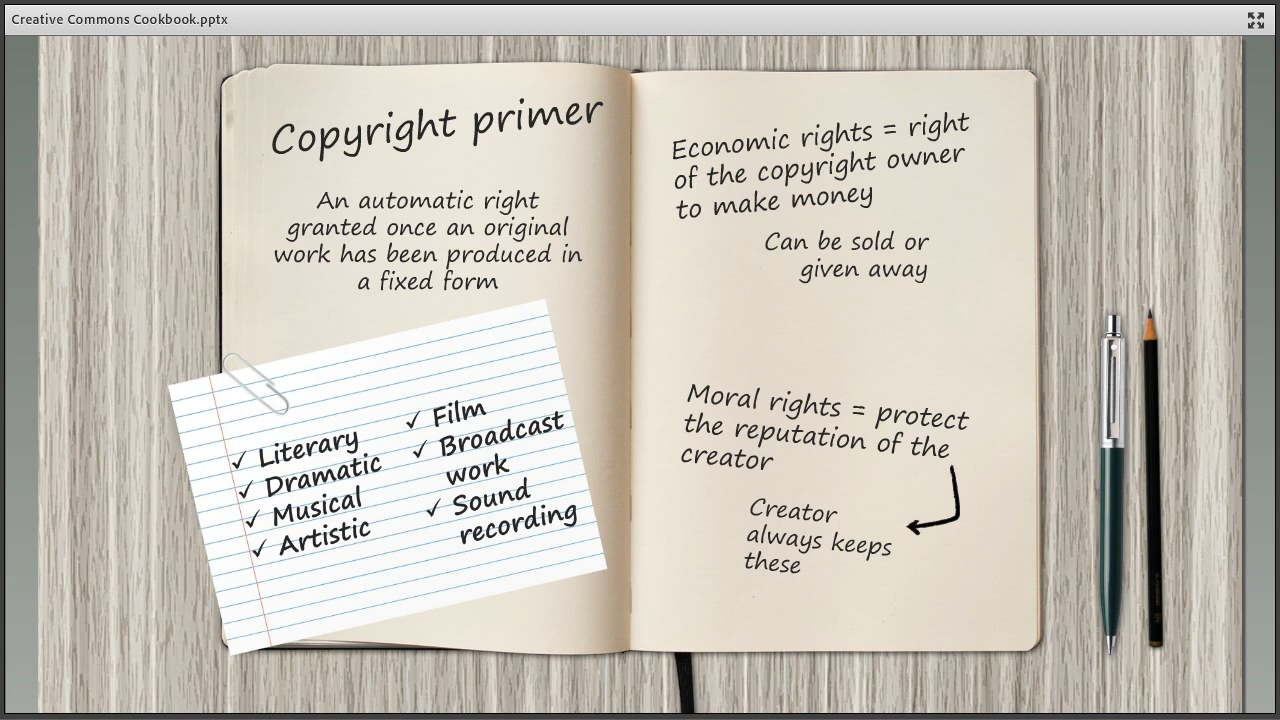 Creative Commons Cookbook.pptx
Copyright primer
An automatic right
granted once an original
work has been produced in
a fixed form
✓ Literary
✓ Dramatic
✓ Musical
✓ Artistic
✓ Film
✓ Broadcast
work
✓ Sound
recording
Economic rights = right
of the copyright owner
to make money
Can be sold or
given away
Moral rights = protect
the reputation of the
creator
Creator
always keeps
these